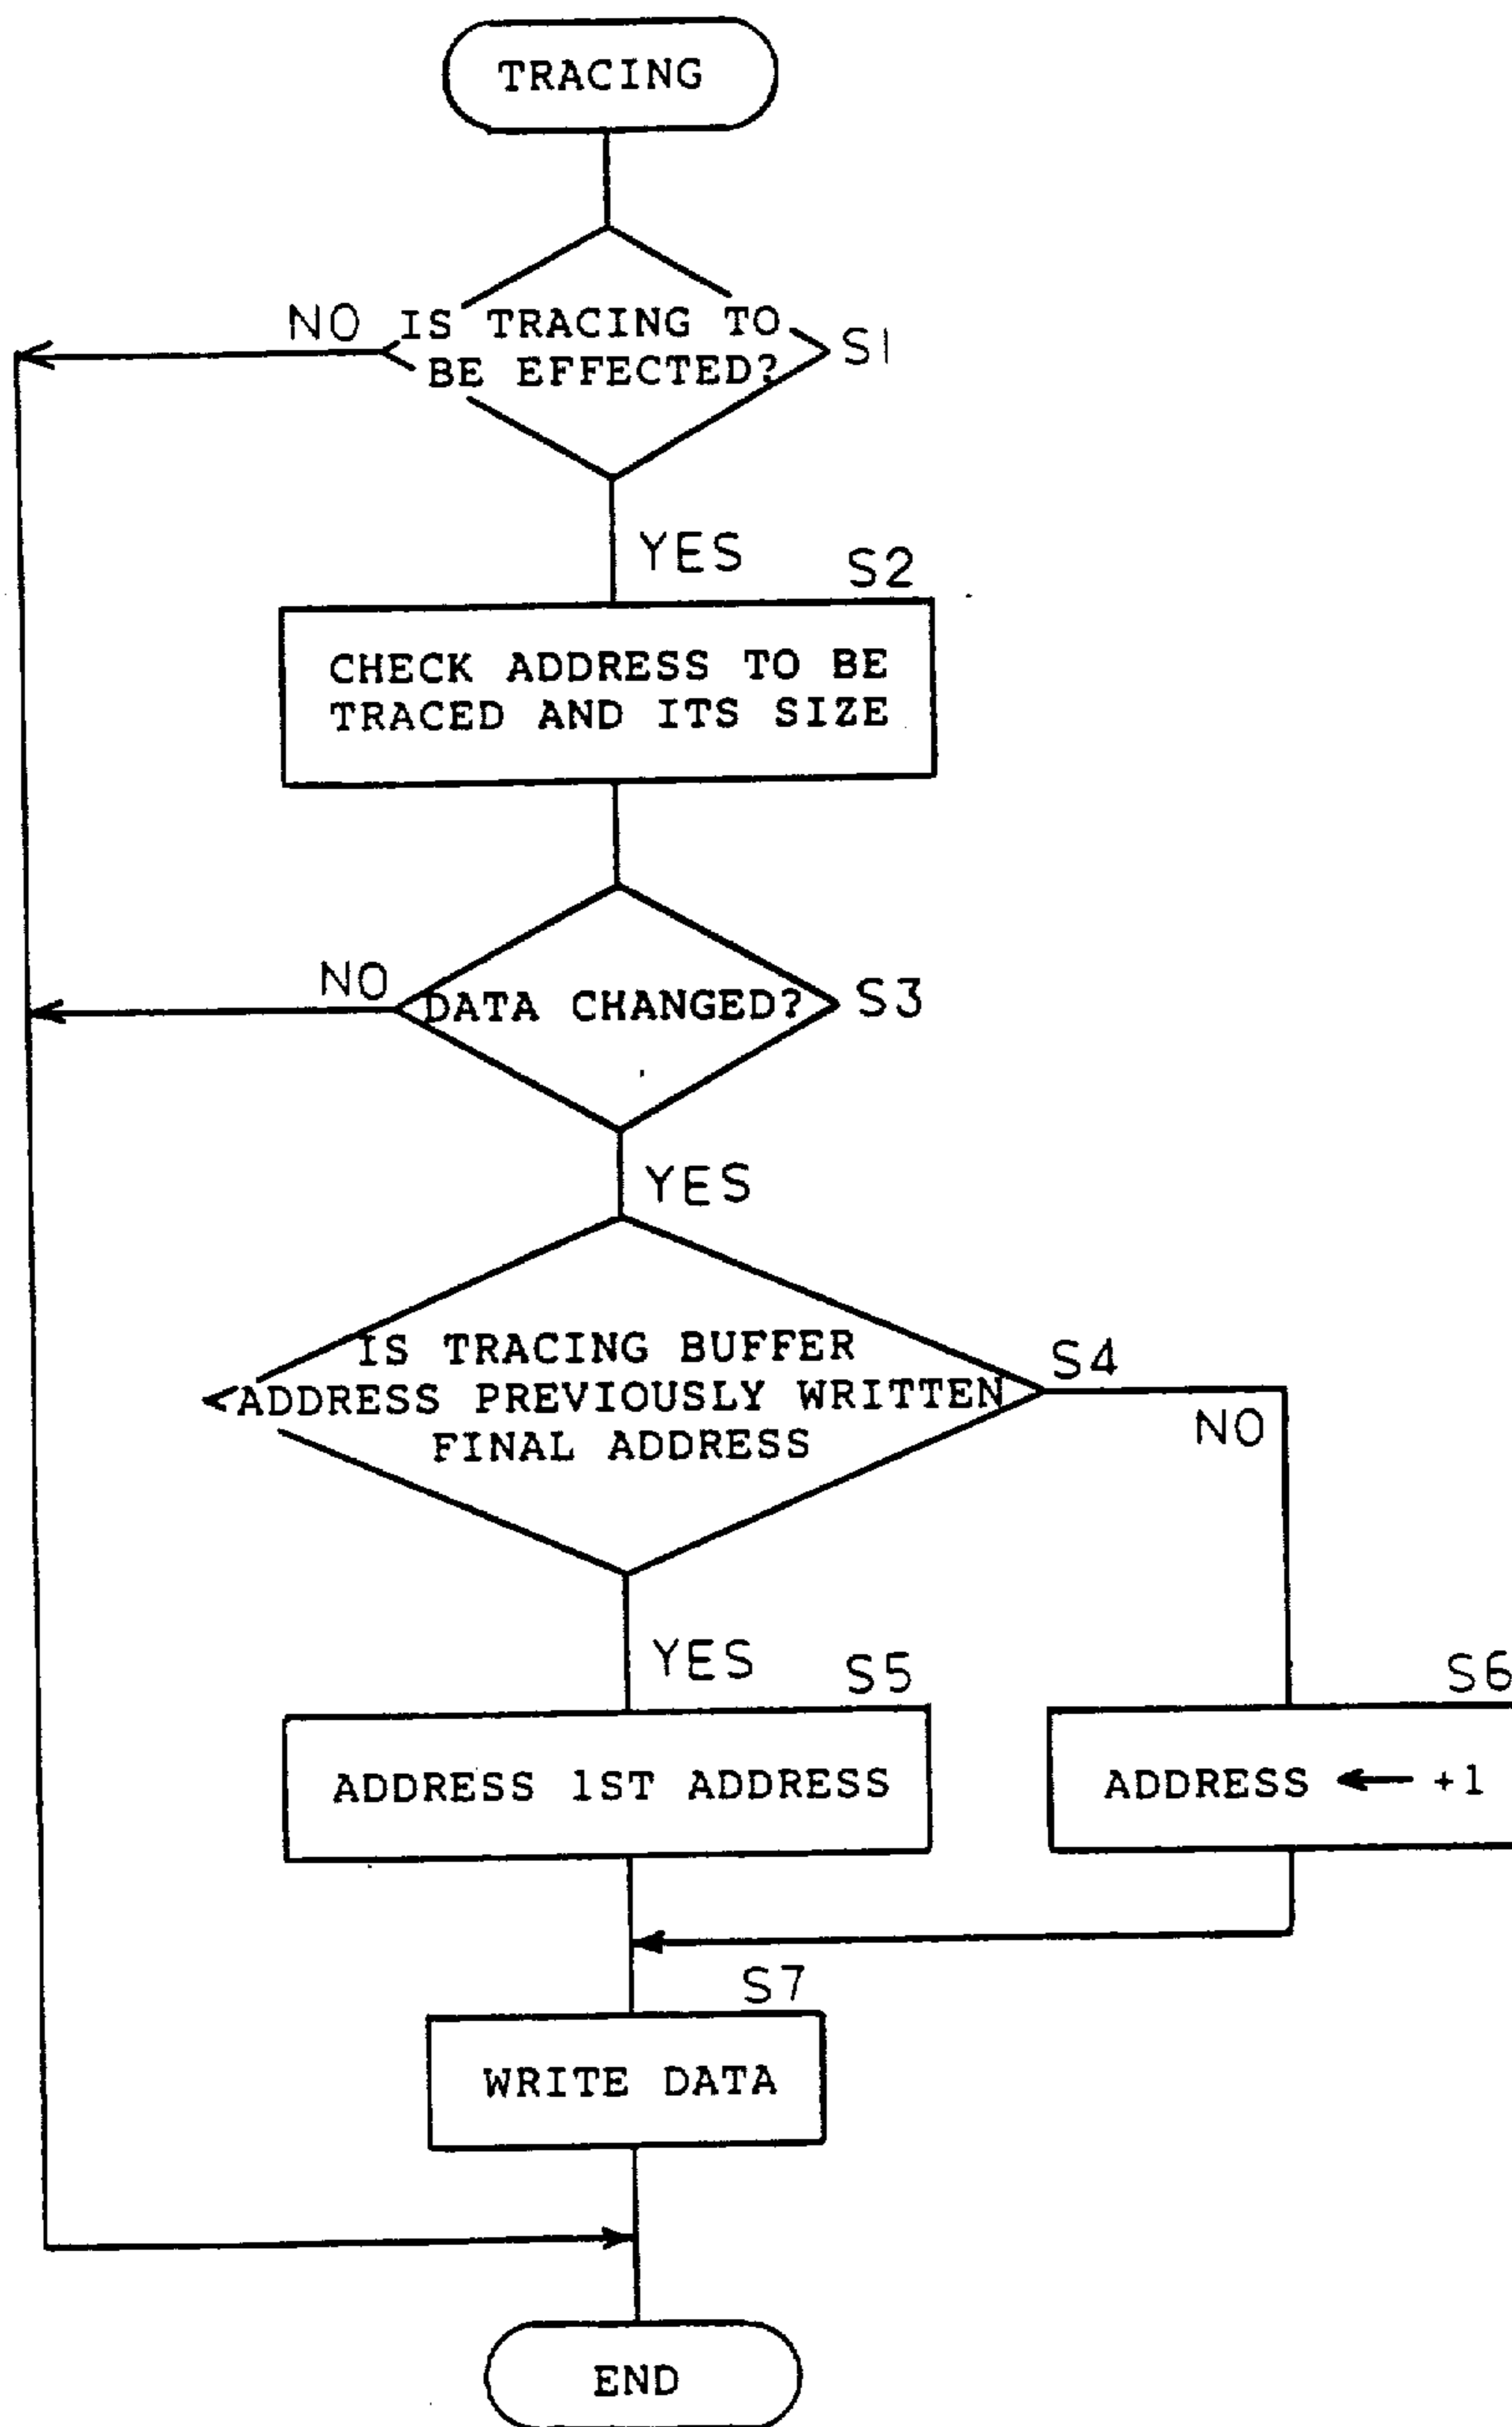 TRACING
NO
IS TRACING TO
BE EFFECTED?
S1
YES
S2
CHECK ADDRESS TO BE
TRACED AND ITS SIZE
NO
DATA CHANGED?
S3
YES
IS TRACING BUFFER
ADDRESS PREVIOUSLY WRITTEN
FINAL ADDRESS
S4
NO
YES
S5
S6
ADDRESS 1ST ADDRESS
ADDRESS ← +1
S7
WRITE DATA
END